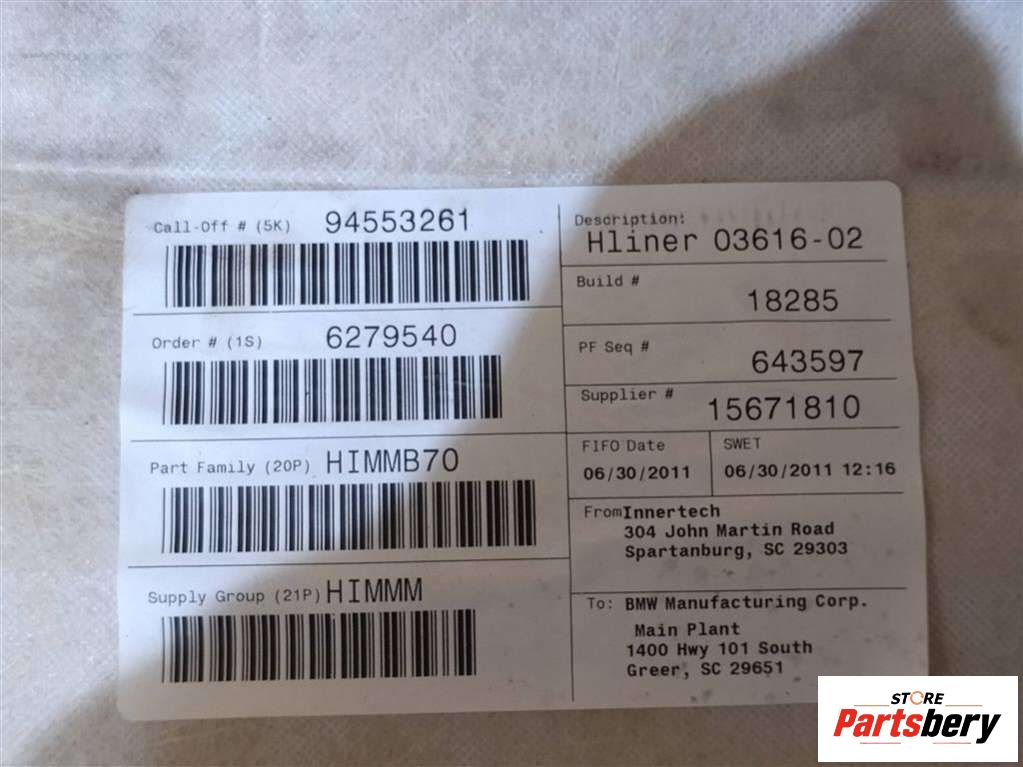 Call-Off # (5K) 94553261
Order # (1S) 6279540
Part Family (20P) HIMMB70
Supply Group (21P) HIMMM
Description:
Hliner 03616-02
Build #
18285
PF Seq #
643597
Supplier #
15671810
FIFO Date
06/30/2011
SWET
06/30/2011 12:16
From Innertech
304 John Martin Road
Spartanburg, SC 29303
To: BMW Manufacturing Corp.
Main Plant
1400 Hwy 101 South
Greer, SC 29651
STORE
Partsbery